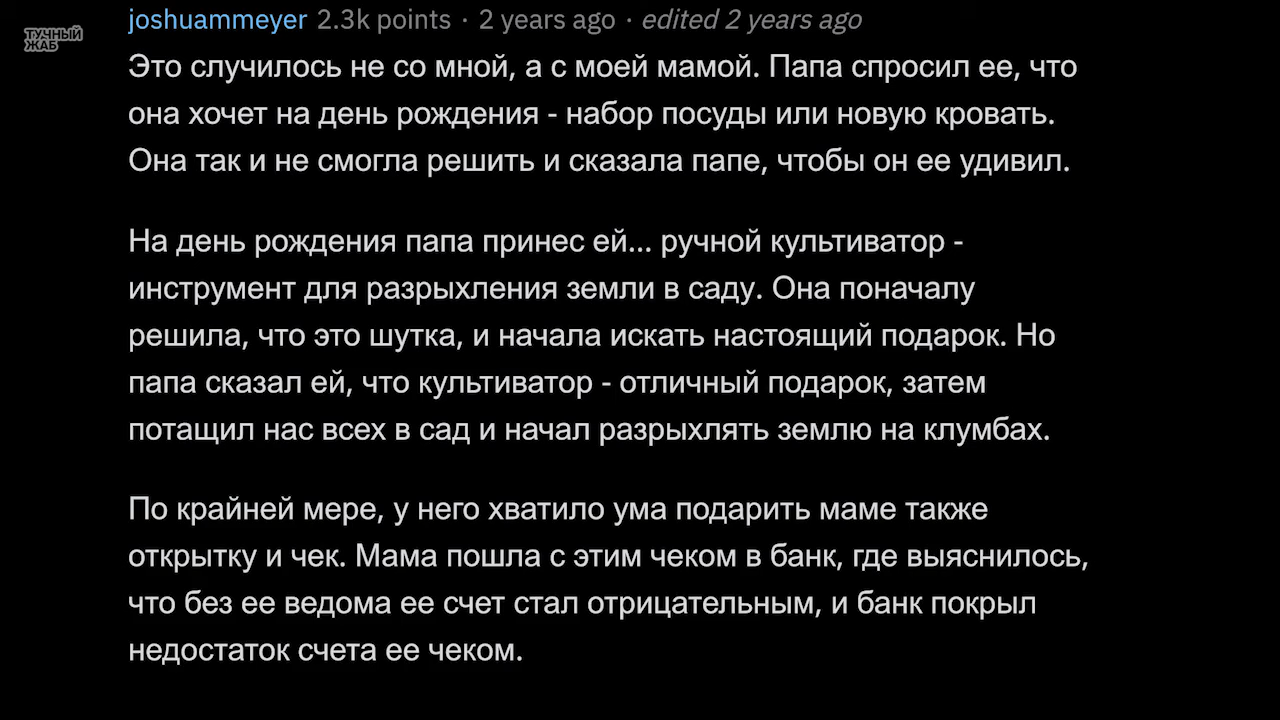 ТУЧНЫЙ
ЖАБ
joshuammeyer 2.3k points · 2 years ago · edited 2 years ago
Это случилось не со мной, а с моей мамой. Папа спросил ее, что
она хочет на день рождения - набор посуды или новую кровать.
Она так и не смогла решить и сказала папе, чтобы он ее удивил.
На день рождения папа принес ей... ручной культиватор -
инструмент для разрыхления земли в саду. Она поначалу
решила, что это шутка, и начала искать настоящий подарок. Но
папа сказал ей, что культиватор - отличный подарок, затем
потащил нас всех в сад и начал разрыхлять землю на клумбах.
По крайней мере, у него хватило ума подарить маме также
открытку и чек. Мама пошла с этим чеком в банк, где выяснилось,
что без ее ведома ее счет стал отрицательным, и банк покрыл
недостаток счета ее чеком.